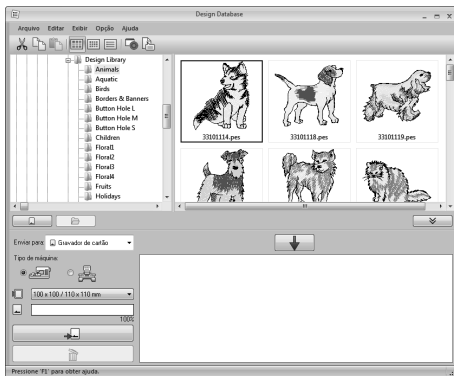 Design Database
Arquivo Editar Exibir Opção Ajuda
Design Library
Animals
Aquatic
Birds
Borders & Banners
Button Hole L
Button Hole M
Button Hole S
Children
Floral1
Floral2
Floral3
Floral4
Fruits
Holidays
33101114.pes 33101118.pes 33101119.pes
Enviar para: Gravador de cartão
Tipo de máquina:
100 x 100 / 110 x 110 mm
100%
Pressione 'F1' para obter ajuda.